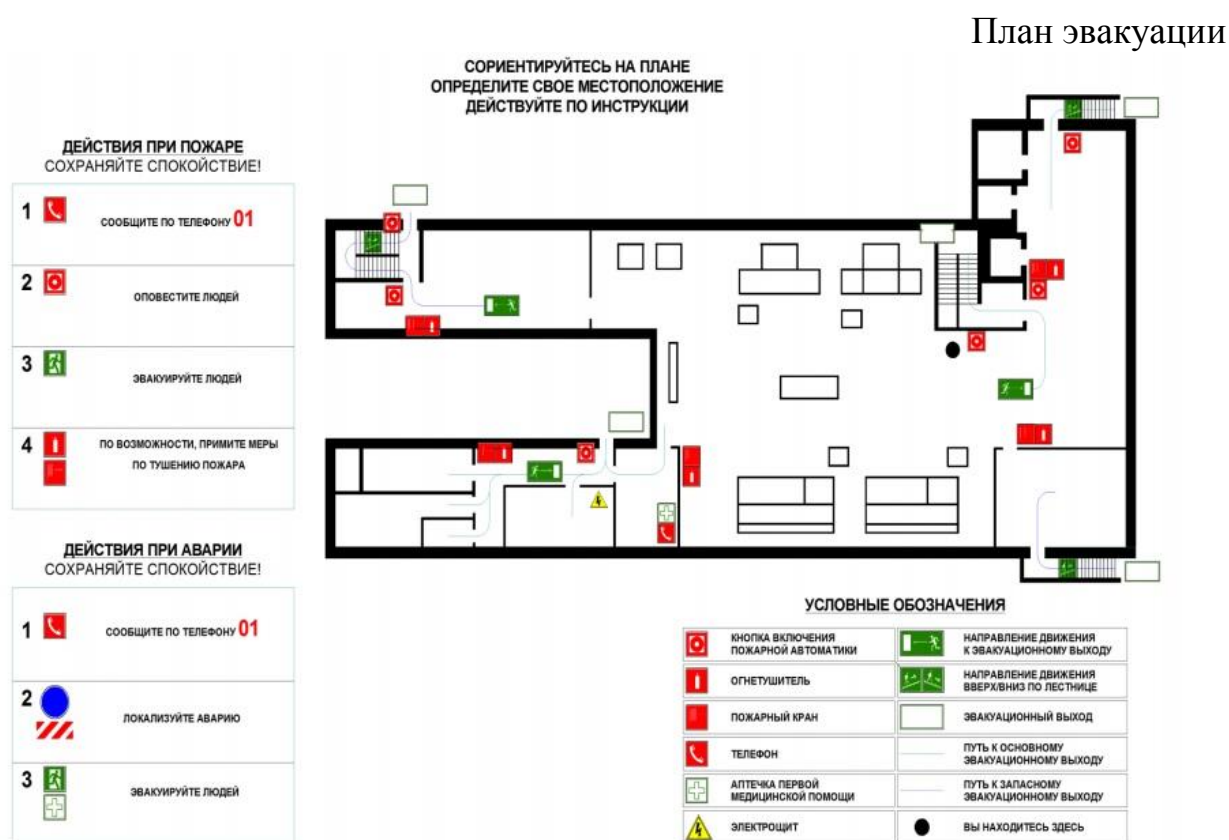 План эвакуации
СОРИЕНТИРУЙТЕСЬ НА ПЛАНЕ
ОПРЕДЕЛИТЕ СВОЕ МЕСТОПОЛОЖЕНИЕ
ДЕЙСТВУЙТЕ ПО ИНСТРУКЦИИ
ДЕЙСТВИЯ ПРИ ПОЖАРЕ
СОХРАНЯЙТЕ СПОКОЙСТВИЕ!
1 СООБЩИТЕ ПО ТЕЛЕФОНУ 01
2 ОПОВЕСТИТЕ ЛЮДЕЙ
3 ЭВАКУИРУЙТЕ ЛЮДЕЙ
4 ПО ВОЗМОЖНОСТИ, ПРИМИТЕ МЕРЫ
ПО ТУШЕНИЮ ПОЖАРА
ДЕЙСТВИЯ ПРИ АВАРИИ
СОХРАНЯЙТЕ СПОКОЙСТВИЕ!
1 СООБЩИТЕ ПО ТЕЛЕФОНУ 01
2 ЛОКАЛИЗУЙТЕ АВАРИЮ
3 ЭВАКУИРУЙТЕ ЛЮДЕЙ
УСЛОВНЫЕ ОБОЗНАЧЕНИЯ
КНОПКА ВКЛЮЧЕНИЯ
ПОЖАРНОЙ АВТОМАТИКИ
ОГНЕТУШИТЕЛЬ
ПОЖАРНЫЙ КРАН
ТЕЛЕФОН
АПТЕЧКА ПЕРВОЙ
МЕДИЦИНСКОЙ ПОМОЩИ
ЭЛЕКТРОЩИТ
НАПРАВЛЕНИЕ ДВИЖЕНИЯ
К ЭВАКУАЦИОННОМУ ВЫХОДУ
НАПРАВЛЕНИЕ ДВИЖЕНИЯ
ВВЕРХ/ВНИЗ ПО ЛЕСТНИЦЕ
ЭВАКУАЦИОННЫЙ ВЫХОД
ПУТЬ К ОСНОВНОМУ
ЭВАКУАЦИОННОМУ ВЫХОДУ
ПУТЬ К ЗАПАСНОМУ
ЭВАКУАЦИОННОМУ ВЫХОДУ
ВЫ НАХОДИТЕСЬ ЗДЕСЬ